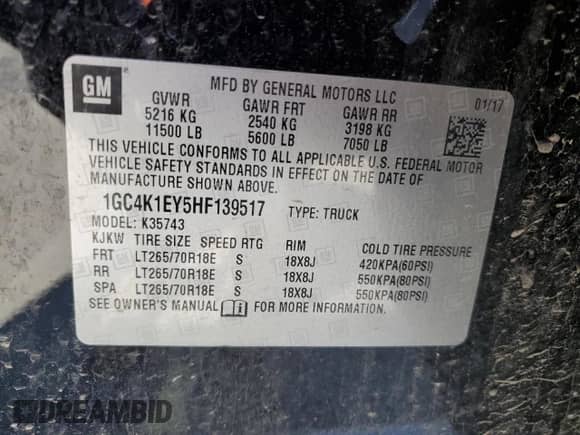 GM
MFD BY GENERAL MOTORS LLC
01/17
GVWR GAWR FRT GAWR RR
5216 KG 2540 KG 3198 KG
11500 LB 5600 LB 7050 LB
THIS VEHICLE CONFORMS TO ALL APPLICABLE U.S. FEDERAL MOTOR
VEHICLE SAFETY STANDARDS IN EFFECT ON THE DATE OF
MANUFACTURE SHOWN ABOVE.
1GC4K1EY5HF139517 TYPE: TRUCK
MODEL: K35743
KJKW TIRE SIZE SPEED RTG RIM COLD TIRE PRESSURE
FRT LT265/70R18E S 18X8J 420KPA(60PSI)
RR LT265/70R18E S 18X8J 550KPA(80PSI)
SPA LT265/70R18E S 18X8J 550KPA(80PSI)
SEE OWNER'S MANUAL FOR MORE INFORMATION.
DREAMBID